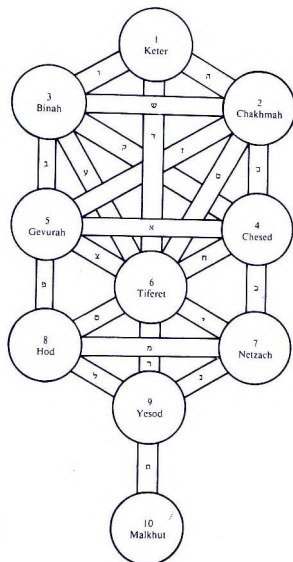 1
Keter
ו
ה
3
Binah
ש
2
Chakhmah
ק
ז
ע
5
Gevurah
א
4
Chesed
צ
ח
6
Tiferet
פ
כ
י
8
Hod
מ
7
Netzach
ר
ל
נ
9
Yesod
ת
10
Malkhut